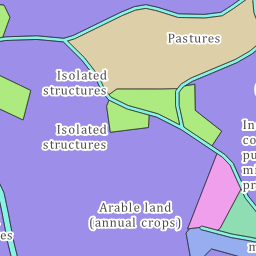 Pastures
Isolated
structures
Isolated
structures
Arable land
(annual crops)